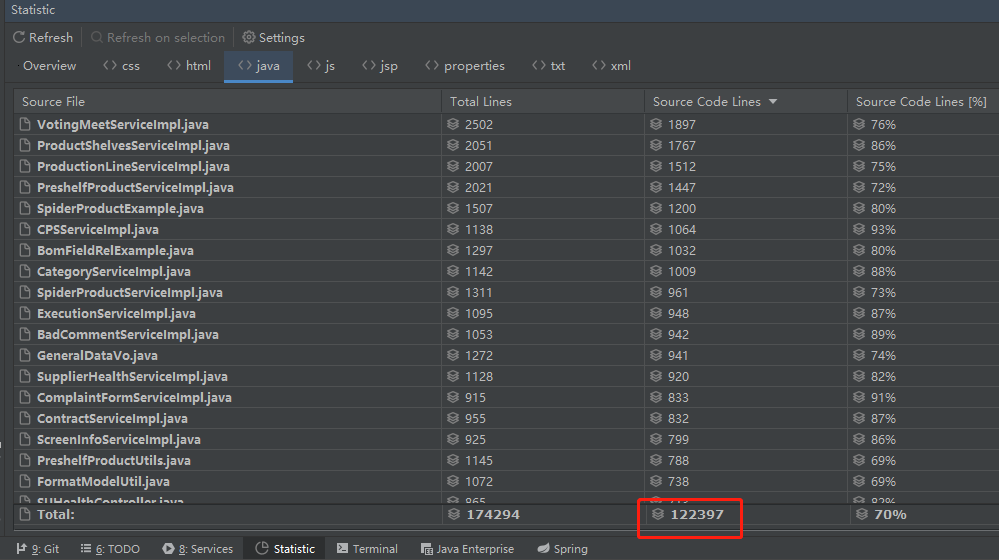 Statistic
Refresh Refresh on selection Settings
Overview css html java js jsp properties txt xml
Source File Total Lines Source Code Lines Source Code Lines [%]
VotingMeetServiceImpl.java 2502 1897 76%
ProductShelvesServiceImpl.java 2051 1767 86%
ProductionLineServiceImpl.java 2007 1512 75%
PreshelfProductServiceImpl.java 2021 1447 72%
SpiderProductExample.java 1507 1200 80%
CPSServiceImpl.java 1138 1064 93%
BomFieldRelExample.java 1297 1032 80%
CategoryServiceImpl.java 1142 1009 88%
SpiderProductServiceImpl.java 1311 961 73%
ExecutionServiceImpl.java 1095 948 87%
BadCommentServiceImpl.java 1053 942 89%
GeneralDataVo.java 1272 941 74%
SupplierHealthServiceImpl.java 1128 920 82%
ComplaintFormServiceImpl.java 915 833 91%
ContractServiceImpl.java 955 832 87%
ScreenInfoServiceImpl.java 925 799 86%
PreshelfProductUtils.java 1145 788 69%
FormatModelUtil.java 1072 738 69%
Total: 174294 122397 70%
9: Git 6: TODO 8: Services Statistic Terminal Java Enterprise Spring